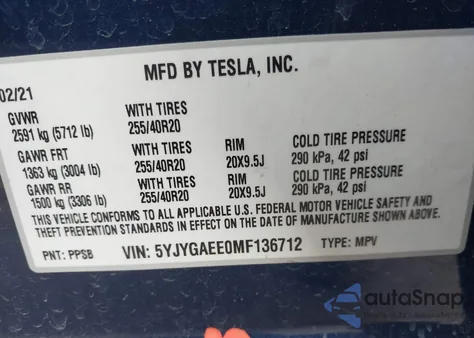 MFD BY TESLA, INC.
02/21
GVWR
2591 kg (5712 lb)
WITH TIRES
255/40R20
GAWR FRT
1363 kg (3004 lb)
WITH TIRES
255/40R20
RIM
20X9.5J
COLD TIRE PRESSURE
290 kPa, 42 psi
GAWR RR
1500 kg (3306 lb)
WITH TIRES
255/40R20
RIM
20X9.5J
COLD TIRE PRESSURE
290 kPa, 42 psi
THIS VEHICLE CONFORMS TO ALL APPLICABLE U.S. FEDERAL MOTOR VEHICLE SAFETY AND
THEFT PREVENTION STANDARDS IN EFFECT ON THE DATE OF MANUFACTURE SHOWN ABOVE.
PNT: PPSB VIN: 5YJYGAEE0MF136712 TYPE: MPV
autoSnap